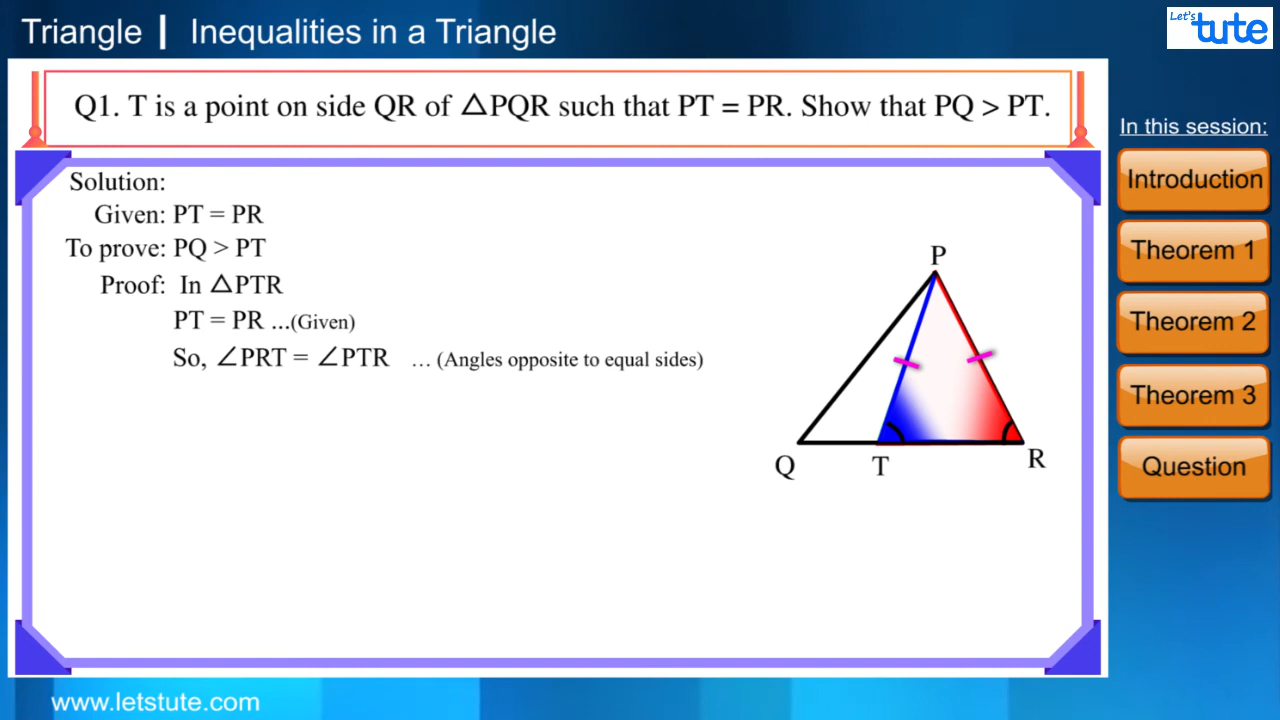 Triangle | Inequalities in a Triangle
Let's tute
Q1. T is a point on side QR of △PQR such that PT = PR. Show that PQ > PT.
In this session:
Introduction
Theorem 1
Theorem 2
Theorem 3
Question
Solution:
Given: PT = PR
To prove: PQ > PT
Proof: In △PTR
PT = PR ...(Given)
So, ∠PRT = ∠PTR ... (Angles opposite to equal sides)
P
Q T R
www.letstute.com